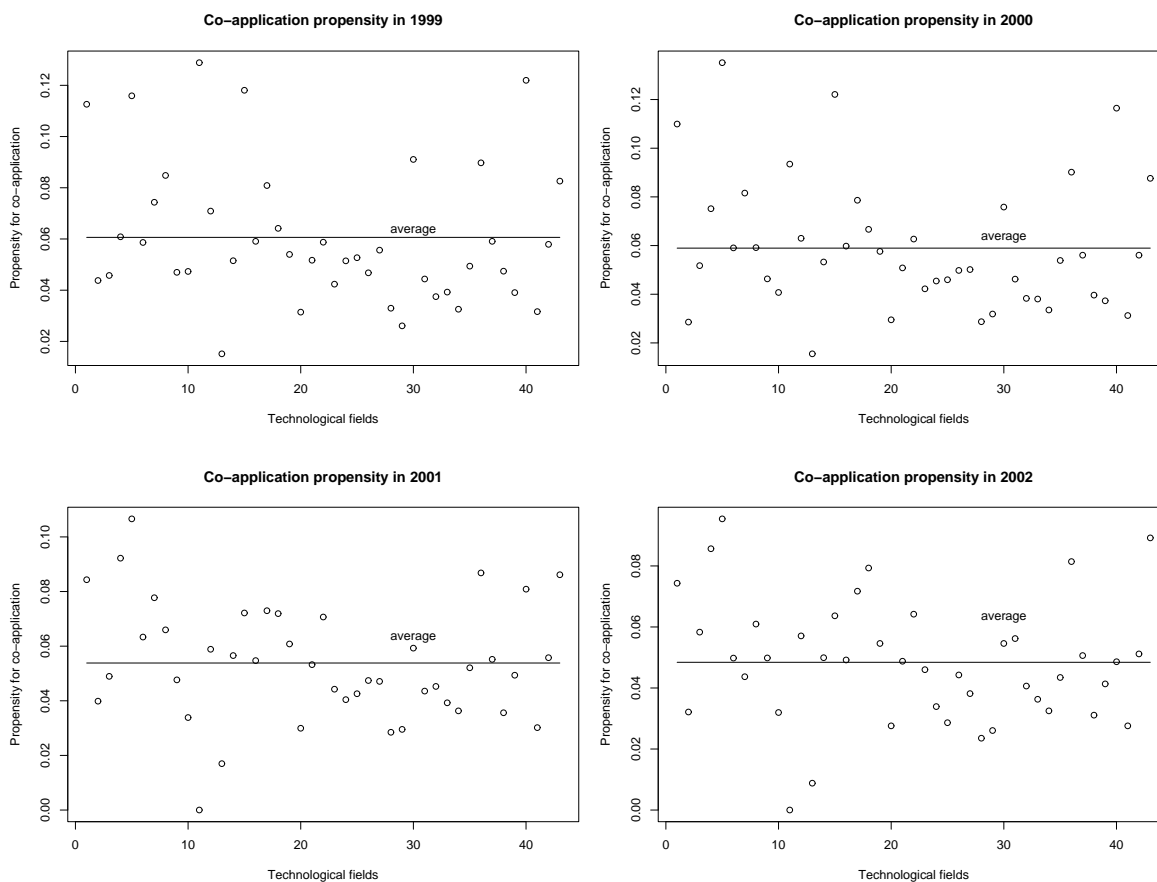 Co−application propensity in 1999
Propensity for co−application
0.12
0.10
0.08
0.06
0.04
0.02
average
0
10
20
30
40
Technological fields
Co−application propensity in 2000
Propensity for co−application
0.12
0.10
0.08
0.06
0.04
0.02
average
0
10
20
30
40
Technological fields
Co−application propensity in 2001
Propensity for co−application
0.10
0.08
0.06
0.04
0.02
0.00
average
0
10
20
30
40
Technological fields
Co−application propensity in 2002
Propensity for co−application
0.08
0.06
0.04
0.02
0.00
average
0
10
20
30
40
Technological fields